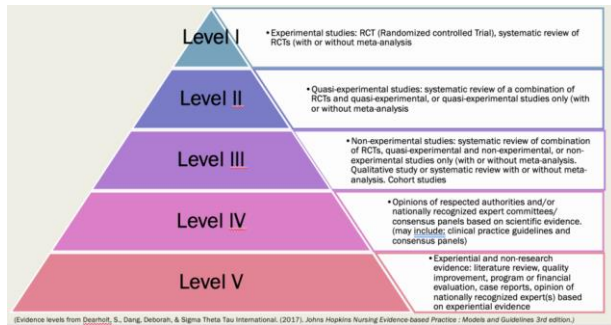 Level I
•Experimental studies: RCT (Randomized controlled Trial), systematic review of
RCTs (with or without meta-analysis
Level II
•Quasi-experimental studies: systematic review of a combination of
RCTs and quasi-experimental, or quasi-experimental studies only (with
or without meta-analysis
Level III
•Non-experimental studies: systematic review of combination
of RCTs, quasi-experimental and non-experimental, or non-
experimental studies only (with or without meta-analysis.
Qualitative study or systematic review with or without meta-
analysis. Cohort studies
Level IV
•Opinions of respected authorities and/or
nationally recognized expert committees/
consensus panels based on scientific evidence.
(may include: clinical practice guidelines and
consensus panels)
Level V
•Experiential and non-research
evidence: literature review, quality
improvement, program or financial
evaluation, case reports, opinion of
nationally recognized expert(s) based
on experiential evidence
(Evidence levels from Dearholt, S., Dang, Deborah, & Sigma Theta Tau International. (2017). Johns Hopkins Nursing Evidence-based Practice : Models and Guidelines 3rd edition.)